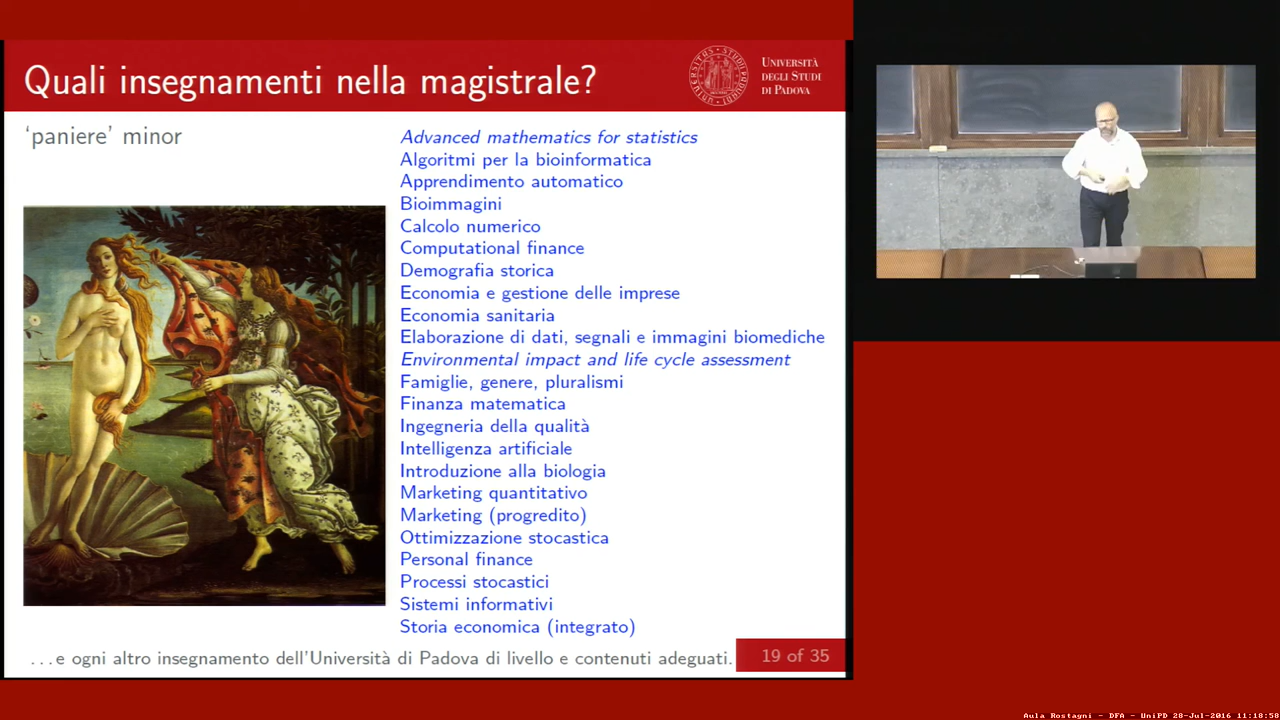 Quali insegnamenti nella magistrale?
UNIVERSITÀ
DEGLI STUDI
DI PADOVA
'paniere' minor
Advanced mathematics for statistics
Algoritmi per la bioinformatica
Apprendimento automatico
Bioimmagini
Calcolo numerico
Computational finance
Demografia storica
Economia e gestione delle imprese
Economia sanitaria
Elaborazione di dati, segnali e immagini biomediche
Environmental impact and life cycle assessment
Famiglie, genere, pluralismi
Finanza matematica
Ingegneria della qualità
Intelligenza artificiale
Introduzione alla biologia
Marketing quantitativo
Marketing (progredito)
Ottimizzazione stocastica
Personal finance
Processi stocastici
Sistemi informativi
Storia economica (integrato)
...e ogni altro insegnamento dell'Università di Padova di livello e contenuti adeguati.
19 of 35
Aula Rostagni - DFA - UniPD 28-Jul-2016 11:18:58